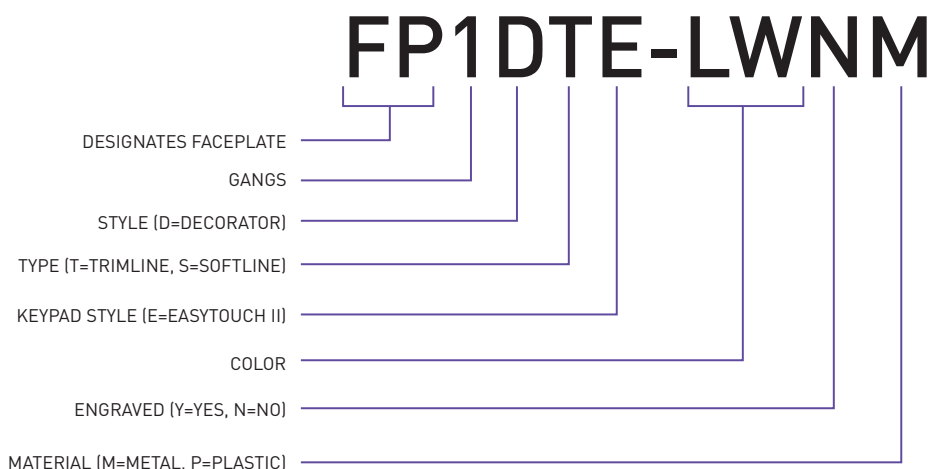 FP1DTE-LWNM
DESIGNATES FACEPLATE
GANGS
STYLE (D=DECORATOR)
TYPE (T=TRIMLINE, S=SOFTLINE)
KEYPAD STYLE (E=EASYTOUCH II)
COLOR
ENGRAVED (Y=YES, N=NO)
MATERIAL (M=METAL, P=PLASTIC)